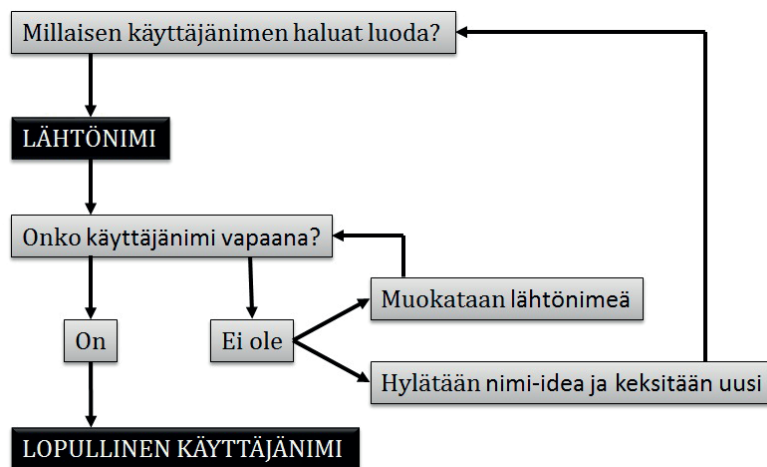 Millaisen käyttäjänimen haluat luoda?
LÄHTÖNIMI
Onko käyttäjänimi vapaana?
Muokataan lähtönimeä
On
Ei ole
Hylätään nimi-idea ja keksitään uusi
LOPULLINEN KÄYTTÄJÄNIMI